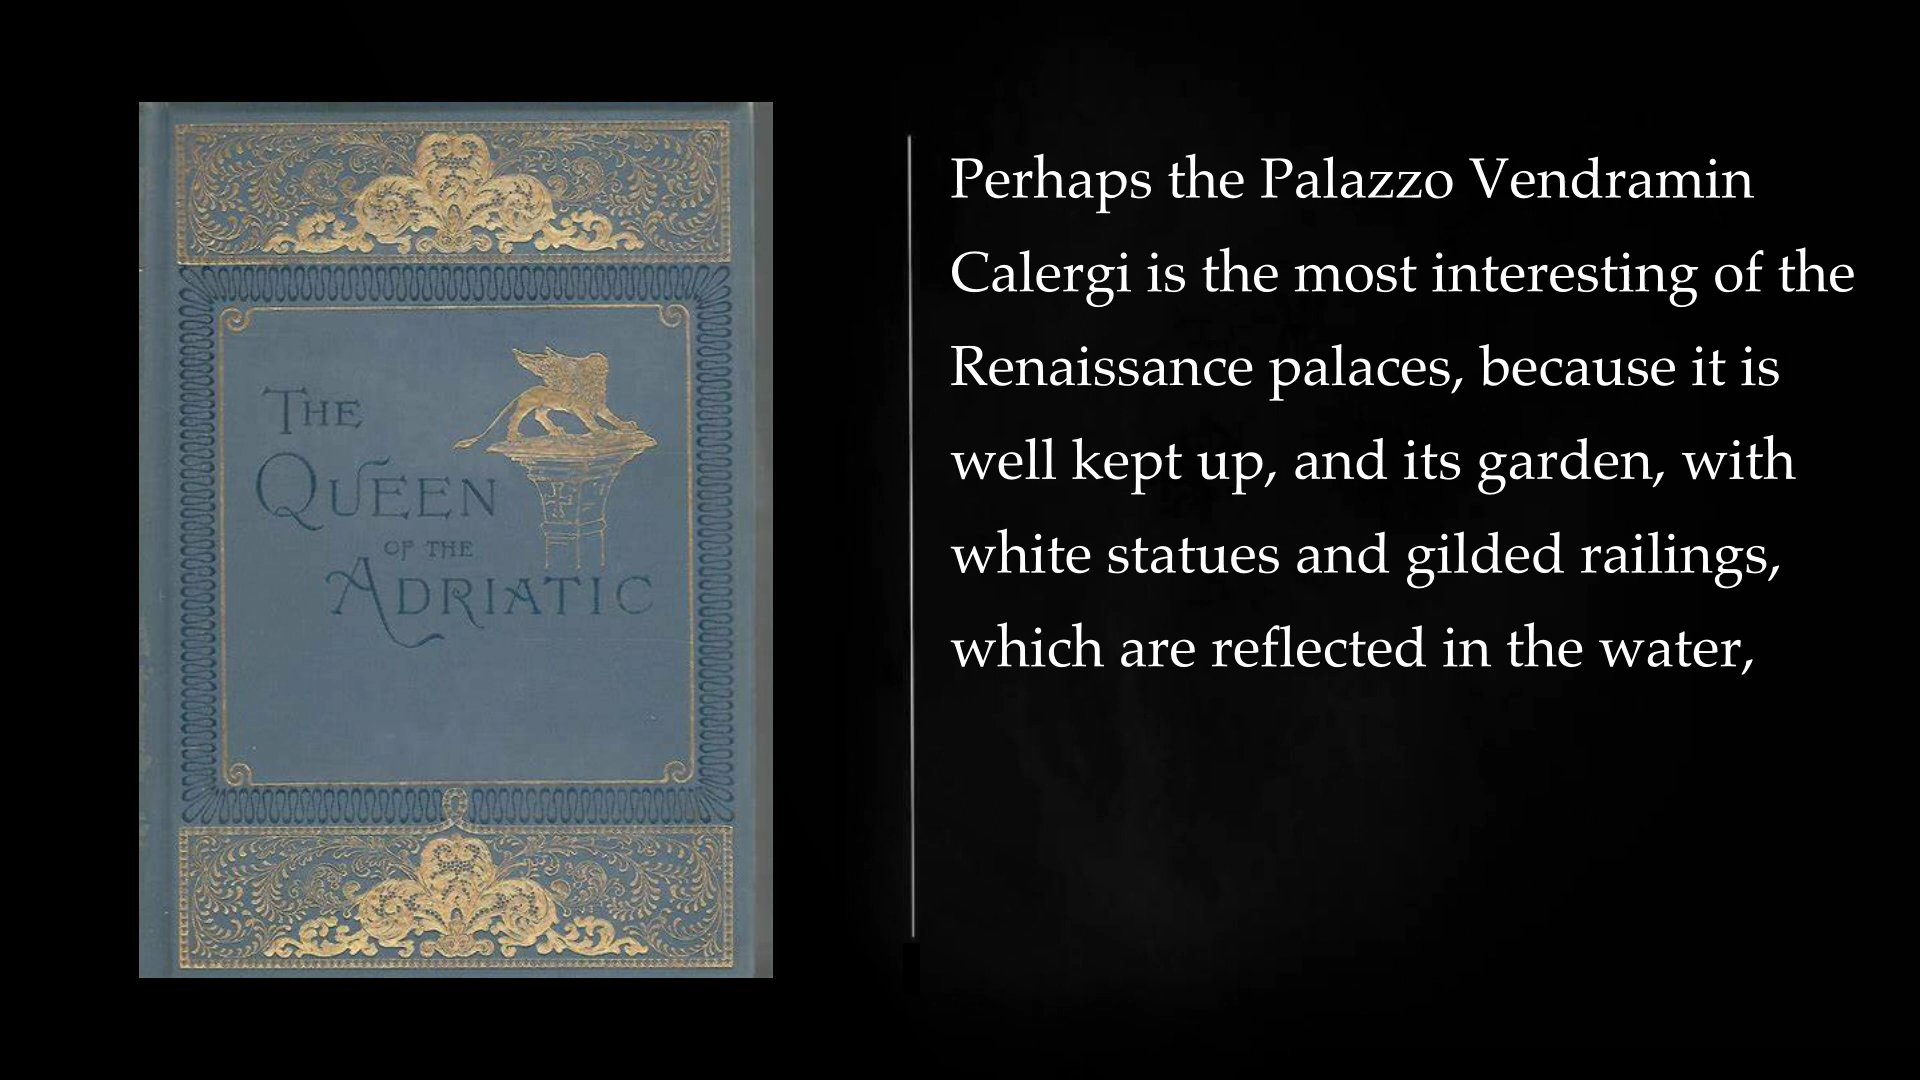 THE
QUEEN
OF THE
ADRIATIC
Perhaps the Palazzo Vendramin
Calergi is the most interesting of the
Renaissance palaces, because it is
well kept up, and its garden, with
white statues and gilded railings,
which are reflected in the water,